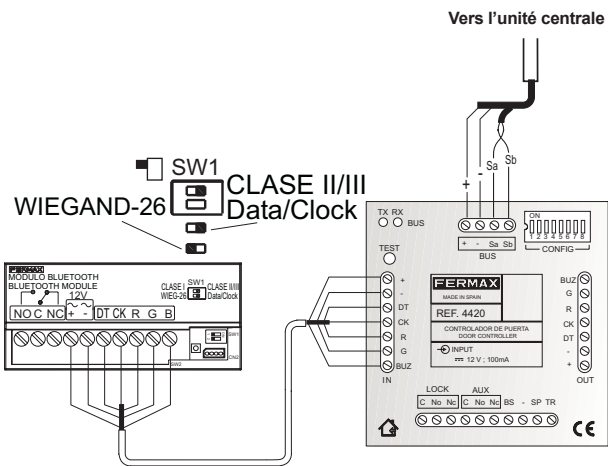 Vers l'unité centrale
SW1
WIEGAND-26
CLASE II/III
Data/Clock
+ - Sa Sb
TX RX
BUS
TEST
+ - Sa Sb
BUS
ON
1 2 3 4 5 6 7 8
CONFIG
FERMAX
MODULO BLUETOOTH
BLUETOOTH MODULE
12V
NO C NC + - DT CK R G B
CLASE I SW1 CLASE II/III
WIEG-26 Data/Clock
SW1
CN2
SW2
+
-
DT
CK
R
G
BUZ
IN
FERMAX
MADE IN SPAIN
REF. 4420
CONTROLADOR DE PUERTA
DOOR CONTROLLER
INPUT
12 V ; 100mA
BUZ
G
R
CK
DT
-
+
OUT
LOCK AUX
C No Nc C No Nc BS - SP TR
CE